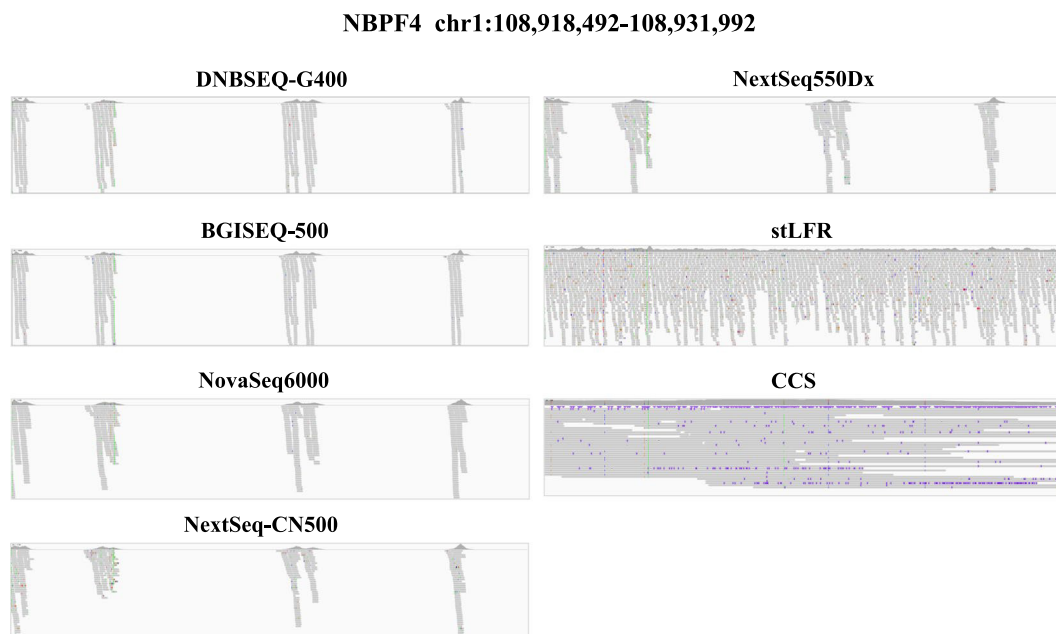 NBPF4 chr1:108,918,492-108,931,992
DNBSEQ-G400
NextSeq550Dx
BGISEQ-500
stLFR
NovaSeq6000
CCS
NextSeq-CN500